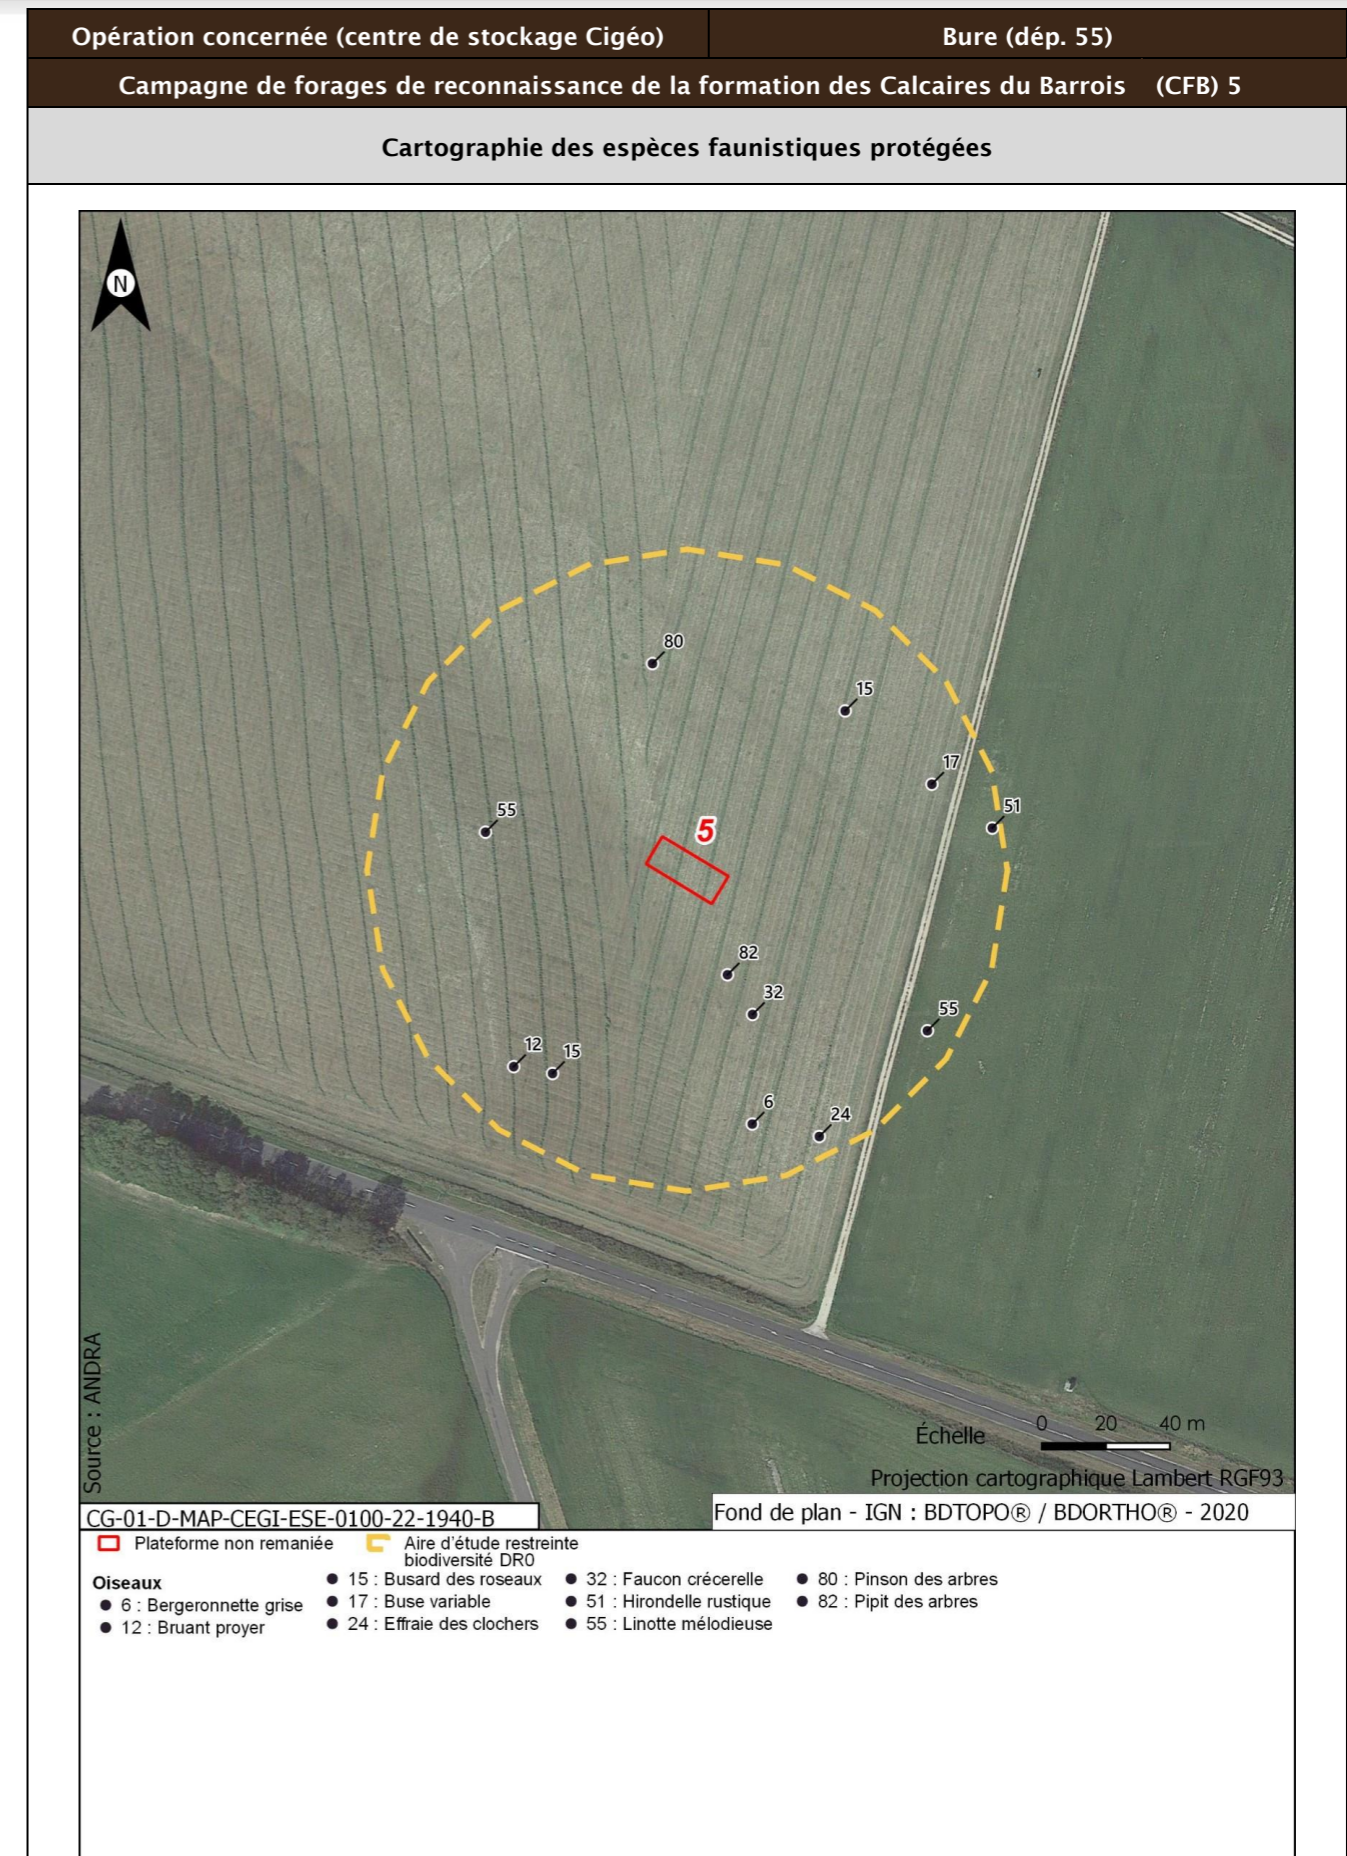 Opération concernée (centre de stockage Cigéo)
Bure (dép. 55)
Campagne de forages de reconnaissance de la formation des Calcaires du Barrois (CFB) 5
Cartographie des espèces faunistiques protégées
N
80
15
17
51
55
5
82
32
55
12
15
6
24
Source : ANDRA
0 20 40 m
Échelle
Projection cartographique Lambert RGF93
CG-01-D-MAP-CEGI-ESE-0100-22-1940-B
Fond de plan - IGN : BDTOPO® / BDORTHO® - 2020
Plateforme non remaniée
Aire d'étude restreinte
biodiversité DR0
Oiseaux
6 : Bergeronnette grise
12 : Bruant proyer
15 : Busard des roseaux
17 : Buse variable
24 : Effraie des clochers
32 : Faucon crécerelle
51 : Hirondelle rustique
55 : Linotte mélodieuse
80 : Pinson des arbres
82 : Pipit des arbres